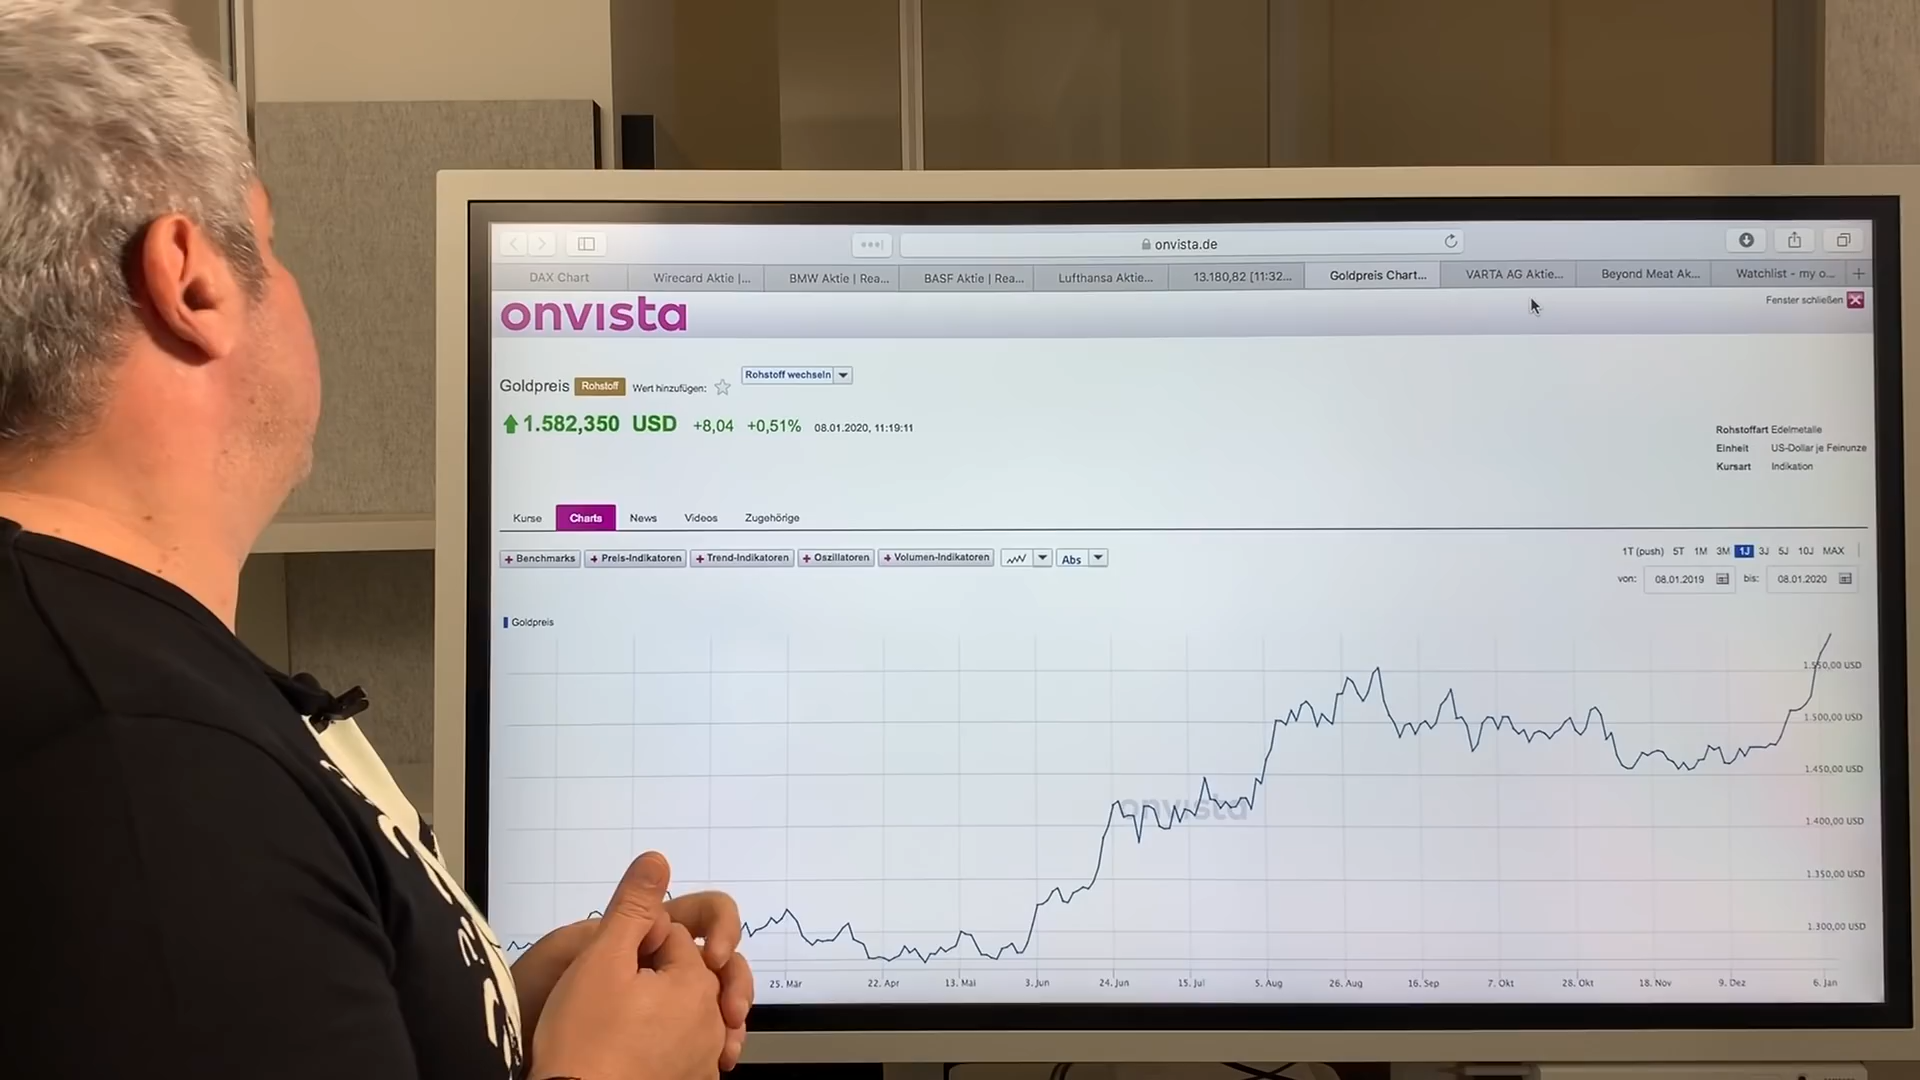 onvista.de
DAX Chart
Wirecard Aktie |...
BMW Aktie | Rea...
BASF Aktie | Rea...
Lufthansa Aktie...
13.180,82 [11:32...
Goldpreis Chart...
VARTA AG Aktie...
Beyond Meat Ak...
Watchlist - my o...
onvista
Fenster schließen
Goldpreis Rohstoff Wert hinzufügen: Rohstoff wechseln
1.582,350 USD +8,04 +0,51% 08.01.2020, 11:19:11
Rohstoffart Edelmetalle
Einheit US-Dollar je Feinunze
Kursart Indikation
Kurse Charts News Videos Zugehörige
+ Benchmarks + Preis-Indikatoren + Trend-Indikatoren + Oszillatoren + Volumen-Indikatoren Abs
1T (push) 5T 1M 3M 1J 3J 5J 10J MAX
von: 08.01.2019 bis: 08.01.2020
Goldpreis
1.550,00 USD
1.500,00 USD
1.450,00 USD
onvista
1.400,00 USD
1.350,00 USD
1.300,00 USD
25. Mär 22. Apr 13. Mai 3. Jun 24. Jun 15. Jul 5. Aug 26. Aug 16. Sep 7. Okt 28. Okt 18. Nov 9. Dez 6. Jan